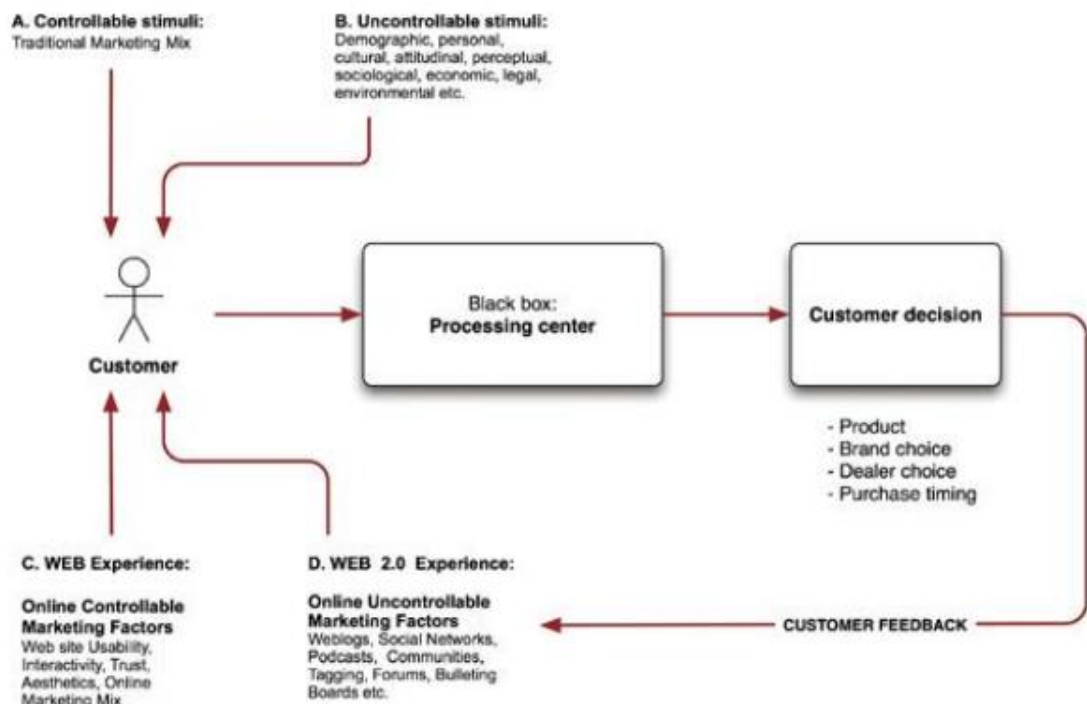 A. Controllable stimuli:
Traditional Marketing Mix
B. Uncontrollable stimuli:
Demographic, personal,
cultural, attitudinal, perceptual,
sociological, economic, legal,
environmental etc.
Customer
Black box:
Processing center
Customer decision
- Product
- Brand choice
- Dealer choice
- Purchase timing
C. WEB Experience:
Online Controllable
Marketing Factors
Web site Usability,
Interactivity, Trust,
Aesthetics, Online
Marketing Mix
D. WEB 2.0 Experience:
Online Uncontrollable
Marketing Factors
Weblogs, Social Networks,
Podcasts, Communities,
Tagging, Forums, Bulleting
Boards etc.
CUSTOMER FEEDBACK